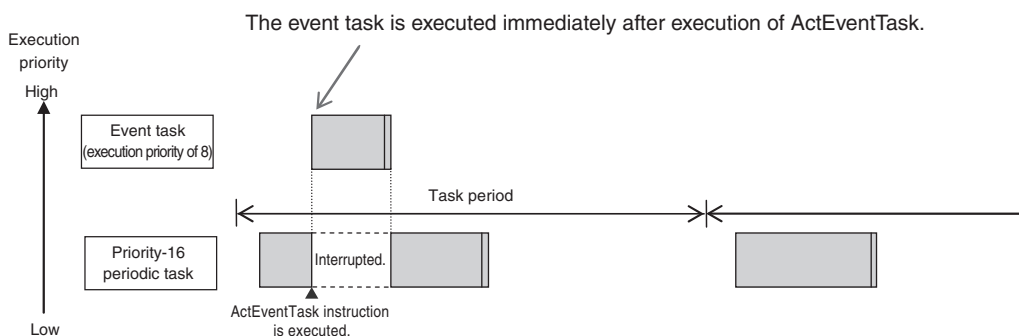 The event task is executed immediately after execution of ActEventTask.
Execution
priority
High
Event task
(execution priority of 8)
Task period
Priority-16
periodic task
Interrupted.
ActEventTask instruction
is executed.
Low